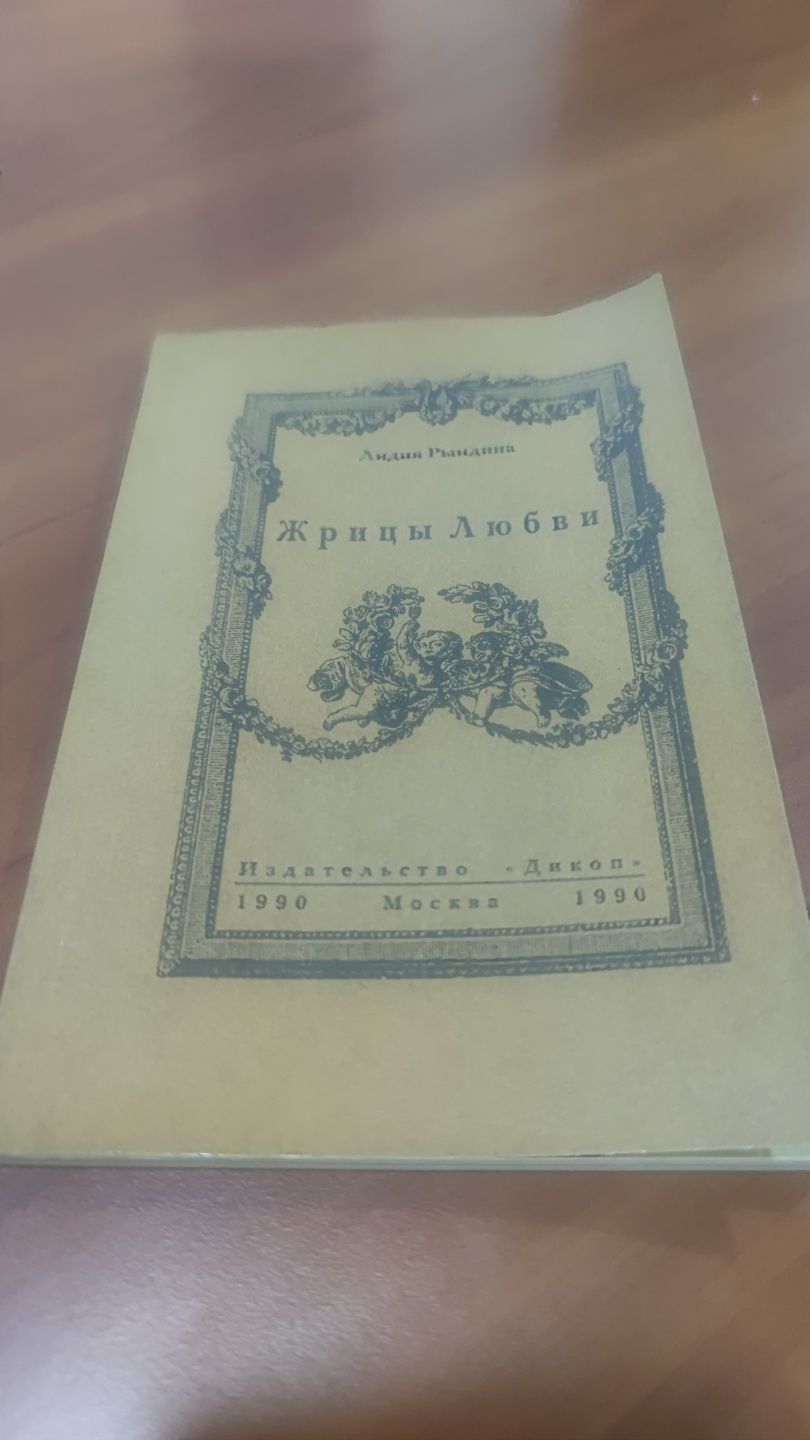 Лидия Рындина
Жрицы Любви
Издательство «Дикоп»
1990 Москва 1990